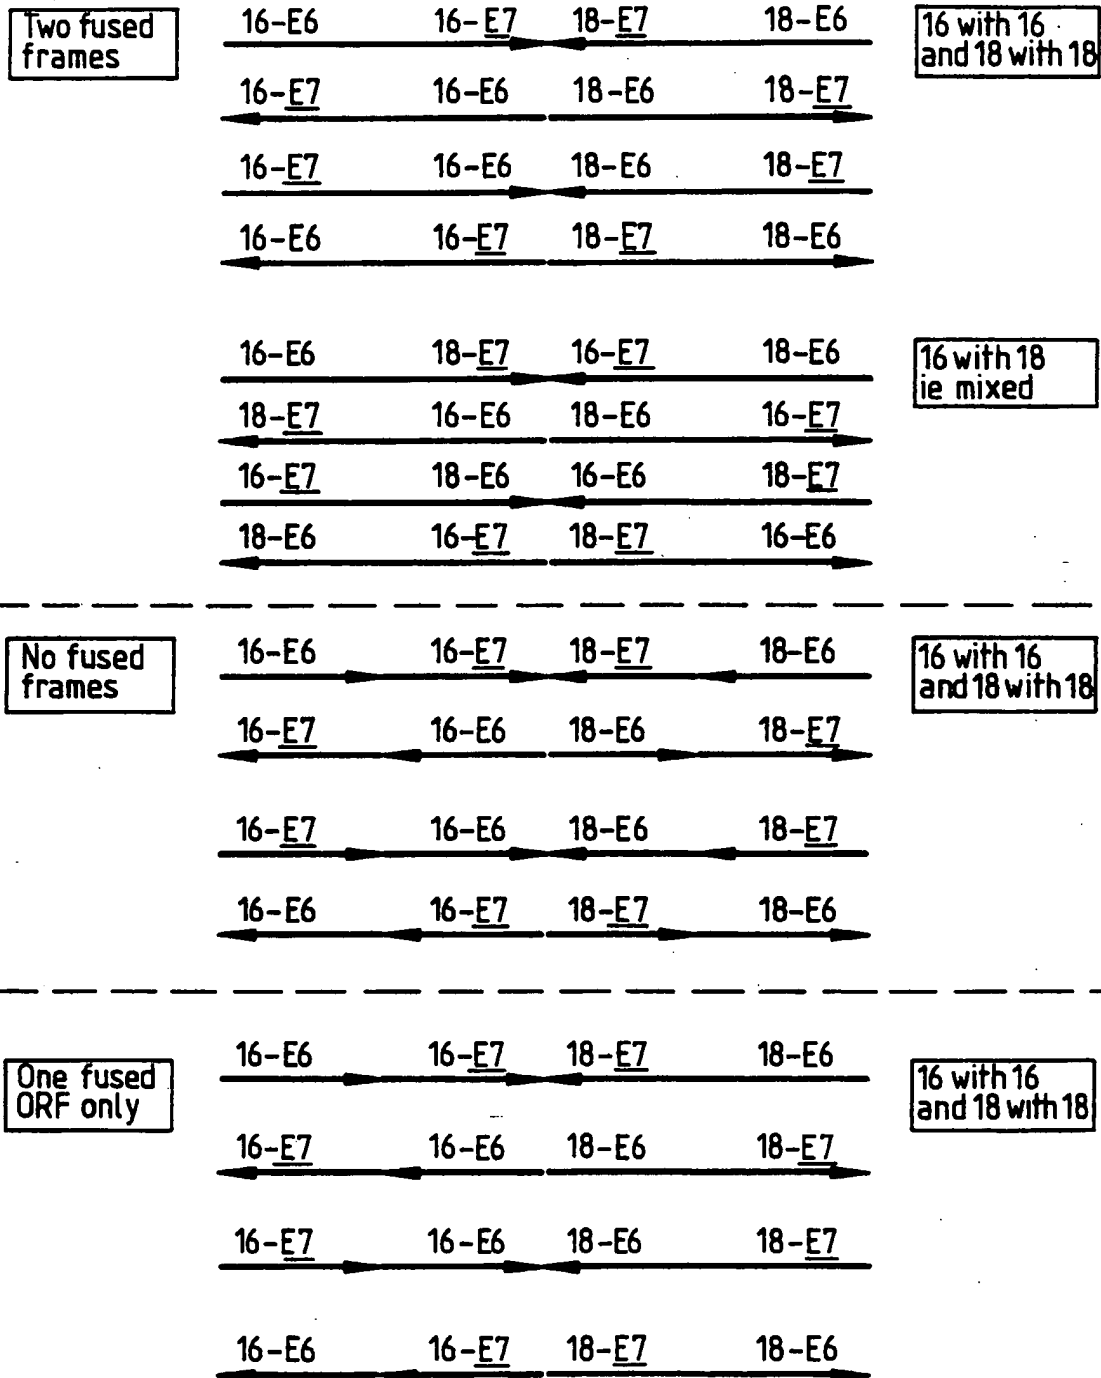 Two fused
frames
16-E6 16-E7 18-E7 18-E6
16 with 16
and 18 with 18
16-E7 16-E6 18-E6 18-E7
16-E7 16-E6 18-E6 18-E7
16-E6 16-E7 18-E7 18-E6
16-E6 18-E7 16-E7 18-E6
16 with 18
ie mixed
18-E7 16-E6 18-E6 16-E7
16-E7 18-E6 16-E6 18-E7
18-E6 16-E7 18-E7 16-E6
No fused
frames
16-E6 16-E7 18-E7 18-E6
16 with 16
and 18 with 18
16-E7 16-E6 18-E6 18-E7
16-E7 16-E6 18-E6 18-E7
16-E6 16-E7 18-E7 18-E6
One fused
ORF only
16-E6 16-E7 18-E7 18-E6
16 with 16
and 18 with 18
16-E7 16-E6 18-E6 18-E7
16-E7 16-E6 18-E6 18-E7
16-E6 16-E7 18-E7 18-E6